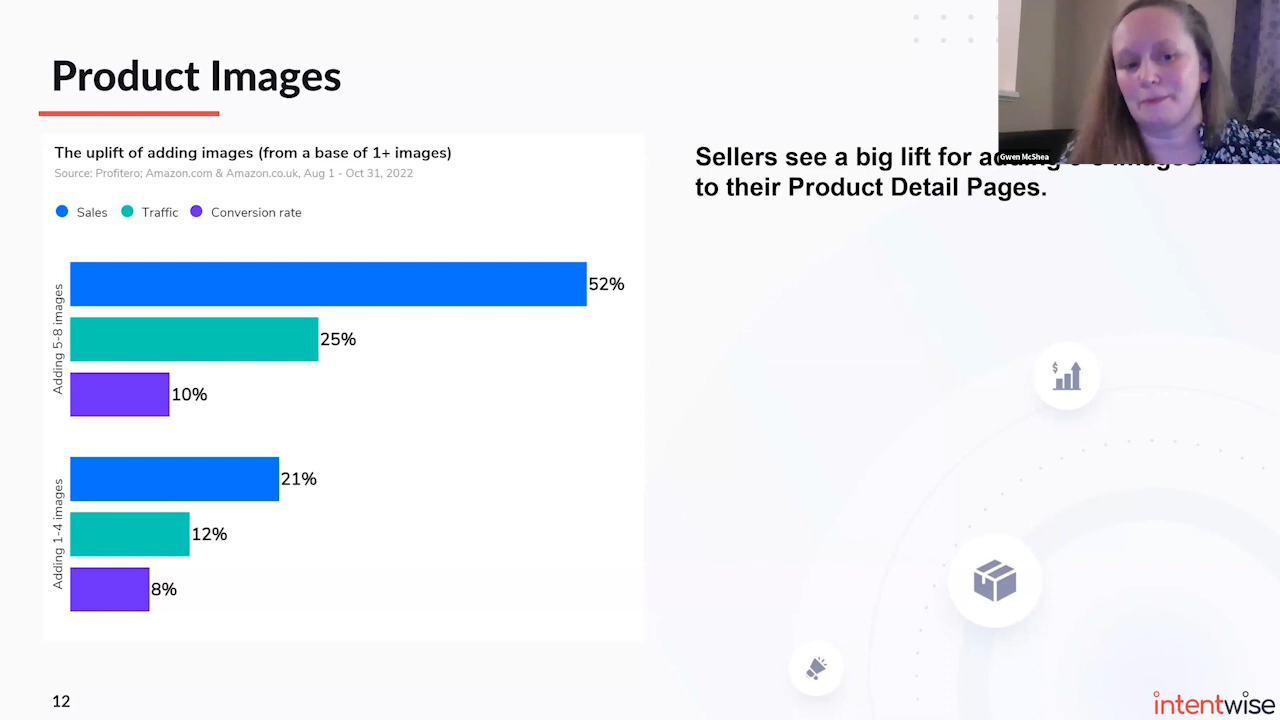 Product Images
The uplift of adding images (from a base of 1+ images)
Source: Profitero; Amazon.com & Amazon.co.uk, Aug 1 - Oct 31, 2022
Sales Traffic Conversion rate
Adding 5-8 images
52%
25%
10%
Adding 1-4 images
21%
12%
8%
Sellers see a big lift for adding images
to their Product Detail Pages.
Gwen McShea
$
12
intentwise